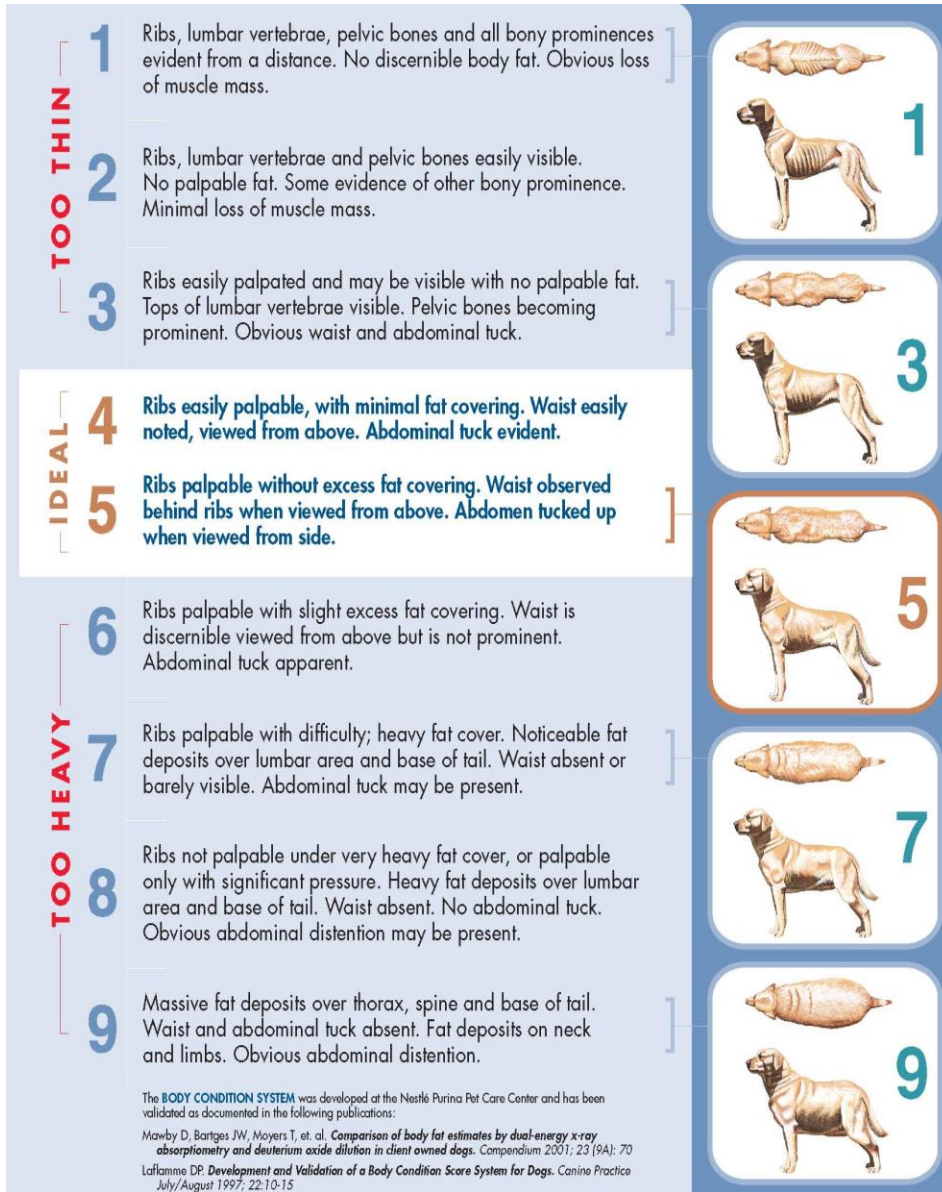 TOO THIN
1
Ribs, lumbar vertebrae, pelvic bones and all bony prominences
evident from a distance. No discernible body fat. Obvious loss
of muscle mass.
2
Ribs, lumbar vertebrae and pelvic bones easily visible.
No palpable fat. Some evidence of other bony prominence.
Minimal loss of muscle mass.
3
Ribs easily palpated and may be visible with no palpable fat.
Tops of lumbar vertebrae visible. Pelvic bones becoming
prominent. Obvious waist and abdominal tuck.
IDEAL
4
Ribs easily palpable, with minimal fat covering. Waist easily
noted, viewed from above. Abdominal tuck evident.
5
Ribs palpable without excess fat covering. Waist observed
behind ribs when viewed from above. Abdomen tucked up
when viewed from side.
TOO HEAVY
6
Ribs palpable with slight excess fat covering. Waist is
discernible viewed from above but is not prominent.
Abdominal tuck apparent.
7
Ribs palpable with difficulty; heavy fat cover. Noticeable fat
deposits over lumbar area and base of tail. Waist absent or
barely visible. Abdominal tuck may be present.
8
Ribs not palpable under very heavy fat cover, or palpable
only with significant pressure. Heavy fat deposits over lumbar
area and base of tail. Waist absent. No abdominal tuck.
Obvious abdominal distention may be present.
9
Massive fat deposits over thorax, spine and base of tail.
Waist and abdominal tuck absent. Fat deposits on neck
and limbs. Obvious abdominal distention.
The BODY CONDITION SYSTEM was developed at the Nestlé Purina Pet Care Center and has been
validated as documented in the following publications:
Mawby D, Bartges JW, Moyers T, et. al. Comparison of body fat estimates by dual-energy x-ray
absorptiometry and deuterium oxide dilution in client owned dogs. Compendium 2001; 23 (9A): 70
Laflamme DP. Development and Validation of a Body Condition Score System for Dogs. Canine Practice
July/August 1997; 22:10-15
1
3
5
7
9